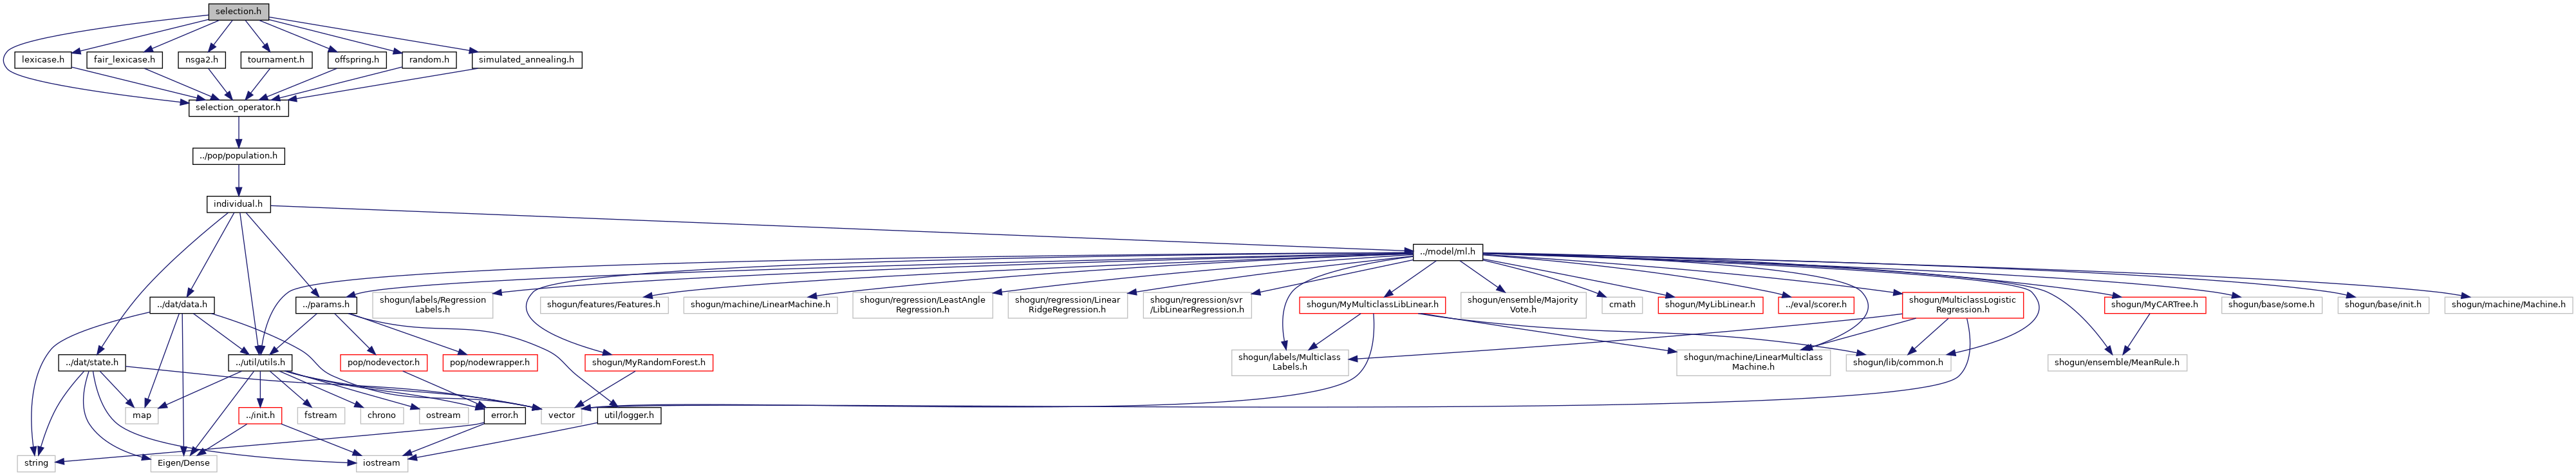 selection.h
lexicase.h
fair_lexicase.h
nsga2.h
tournament.h
offspring.h
random.h
simulated_annealing.h
selection_operator.h
../pop/population.h
individual.h
../model/ml.h
../dat/data.h
../params.h
shogun/labels/Regression
Labels.h
shogun/features/Features.h
shogun/machine/LinearMachine.h
shogun/regression/LeastAngle
Regression.h
shogun/regression/Linear
RidgeRegression.h
shogun/regression/svr
/LibLinearRegression.h
shogun/MyMulticlassLibLinear.h
shogun/ensemble/Majority
Vote.h
cmath
shogun/MyLibLinear.h
../eval/scorer.h
shogun/MulticlassLogistic
Regression.h
shogun/MyCARTree.h
shogun/base/some.h
shogun/base/init.h
shogun/machine/Machine.h
../dat/state.h
../util/utils.h
pop/nodevector.h
pop/nodewrapper.h
shogun/MyRandomForest.h
shogun/labels/Multiclass
Labels.h
shogun/machine/LinearMulticlass
Machine.h
shogun/lib/common.h
shogun/ensemble/MeanRule.h
map
../init.h
fstream
chrono
ostream
error.h
vector
util/logger.h
string
Eigen/Dense
iostream